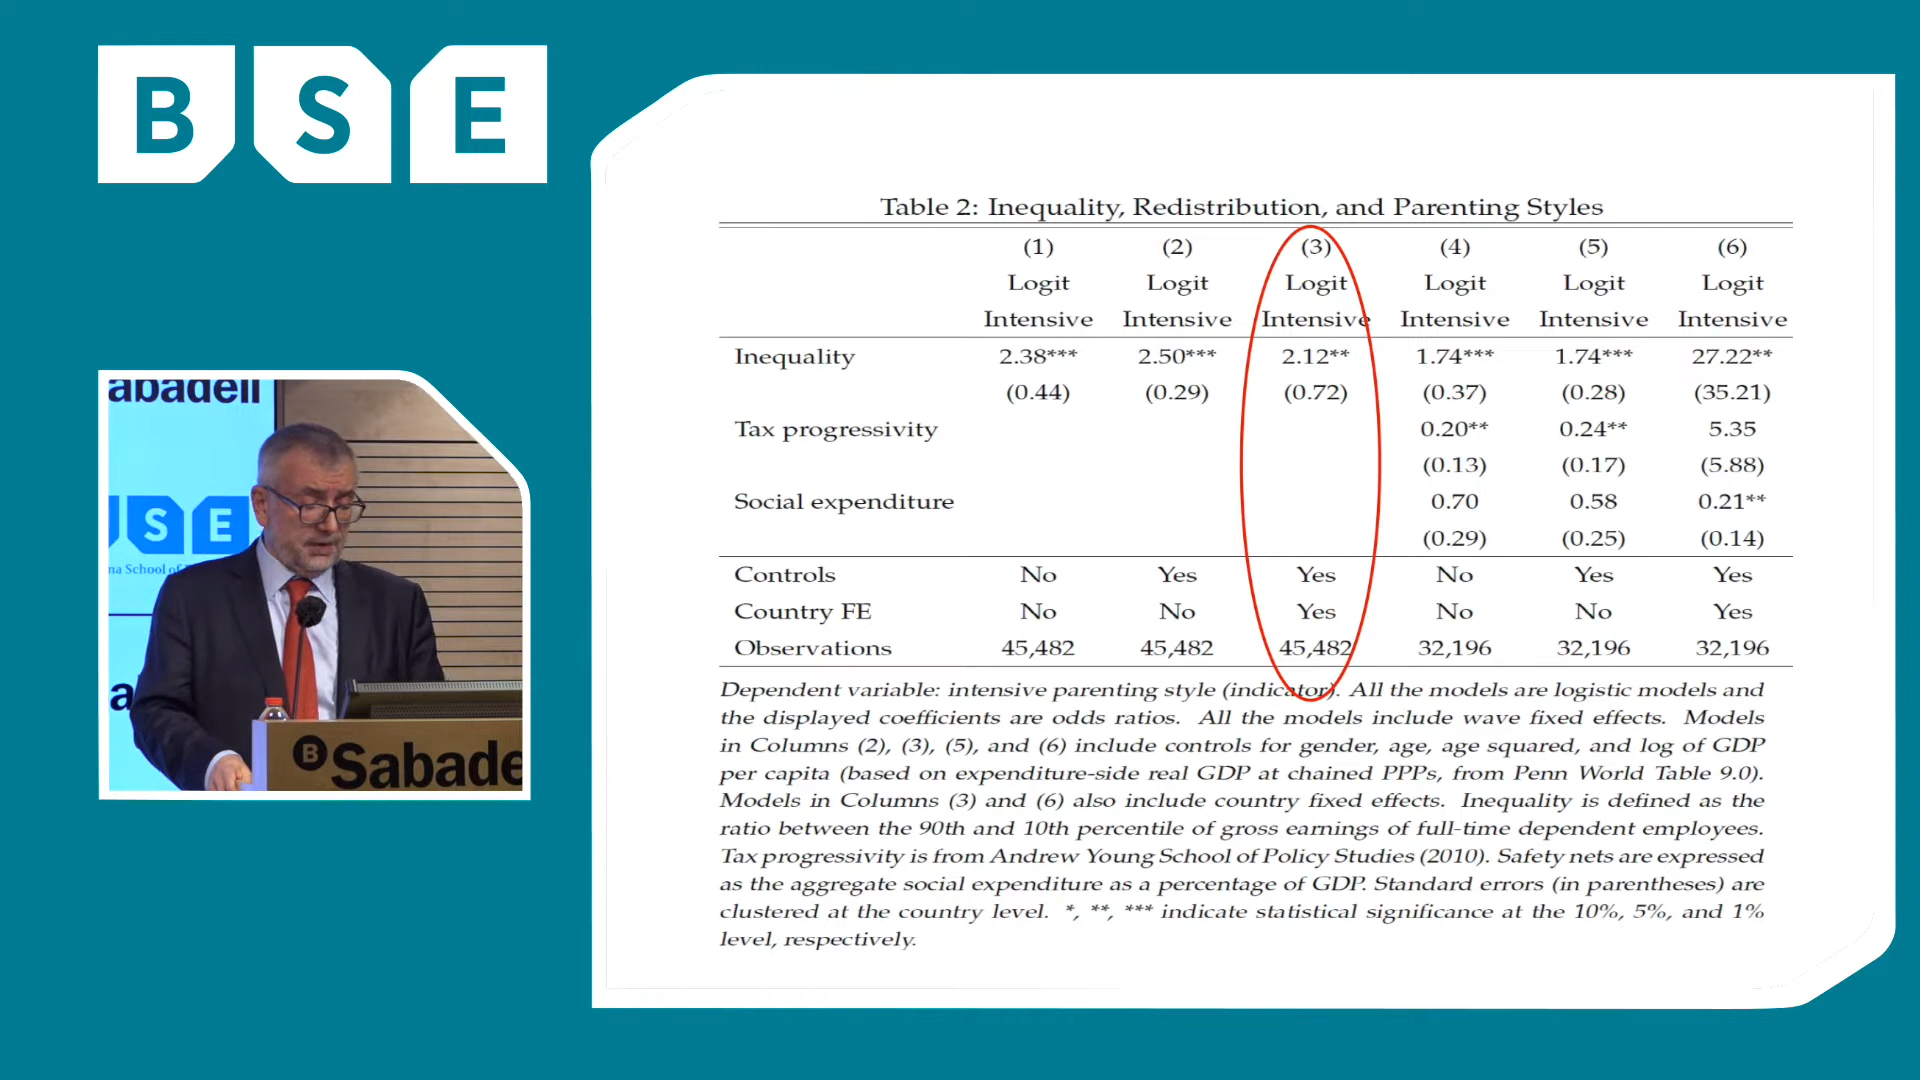 B S E
abadell
S E
na School of
a
Sabade
Table 2: Inequality, Redistribution, and Parenting Styles
(1) (2) (3) (4) (5) (6)
Logit Logit Logit Logit Logit Logit
Intensive Intensive Intensive Intensive Intensive Intensive
Inequality 2.38*** 2.50*** 2.12** 1.74*** 1.74*** 27.22**
(0.44) (0.29) (0.72) (0.37) (0.28) (35.21)
Tax progressivity 0.20** 0.24** 5.35
(0.13) (0.17) (5.88)
Social expenditure 0.70 0.58 0.21**
(0.29) (0.25) (0.14)
Controls No Yes Yes No Yes Yes
Country FE No No Yes No No Yes
Observations 45,482 45,482 45,482 32,196 32,196 32,196
Dependent variable: intensive parenting style (indicator). All the models are logistic models and
the displayed coefficients are odds ratios. All the models include wave fixed effects. Models
in Columns (2), (3), (5), and (6) include controls for gender, age, age squared, and log of GDP
per capita (based on expenditure-side real GDP at chained PPPs, from Penn World Table 9.0).
Models in Columns (3) and (6) also include country fixed effects. Inequality is defined as the
ratio between the 90th and 10th percentile of gross earnings of full-time dependent employees.
Tax progressivity is from Andrew Young School of Policy Studies (2010). Safety nets are expressed
as the aggregate social expenditure as a percentage of GDP. Standard errors (in parentheses) are
clustered at the country level. *, **, *** indicate statistical significance at the 10%, 5%, and 1%
level, respectively.